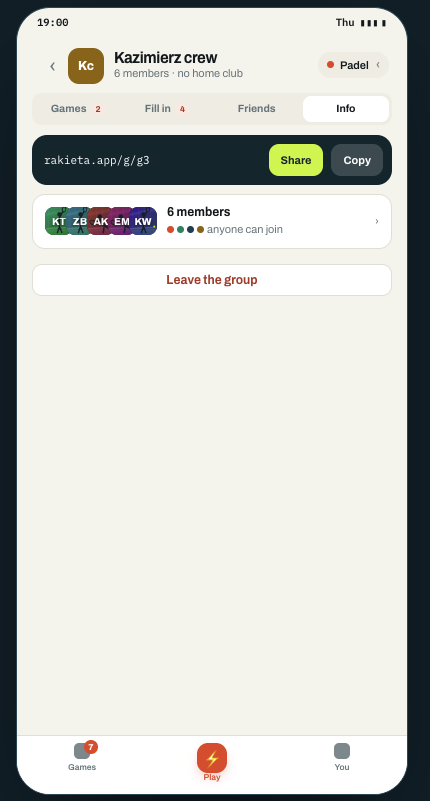 19:00
Thu
‹
Kc
Kazimierz crew
6 members · no home club
Padel ‹
Games 2
Fill in 4
Friends
Info
rakieta.app/g/g3
Share
Copy
KT ZB AK EM KW
6 members
anyone can join
›
Leave the group
7
Games
Play
You